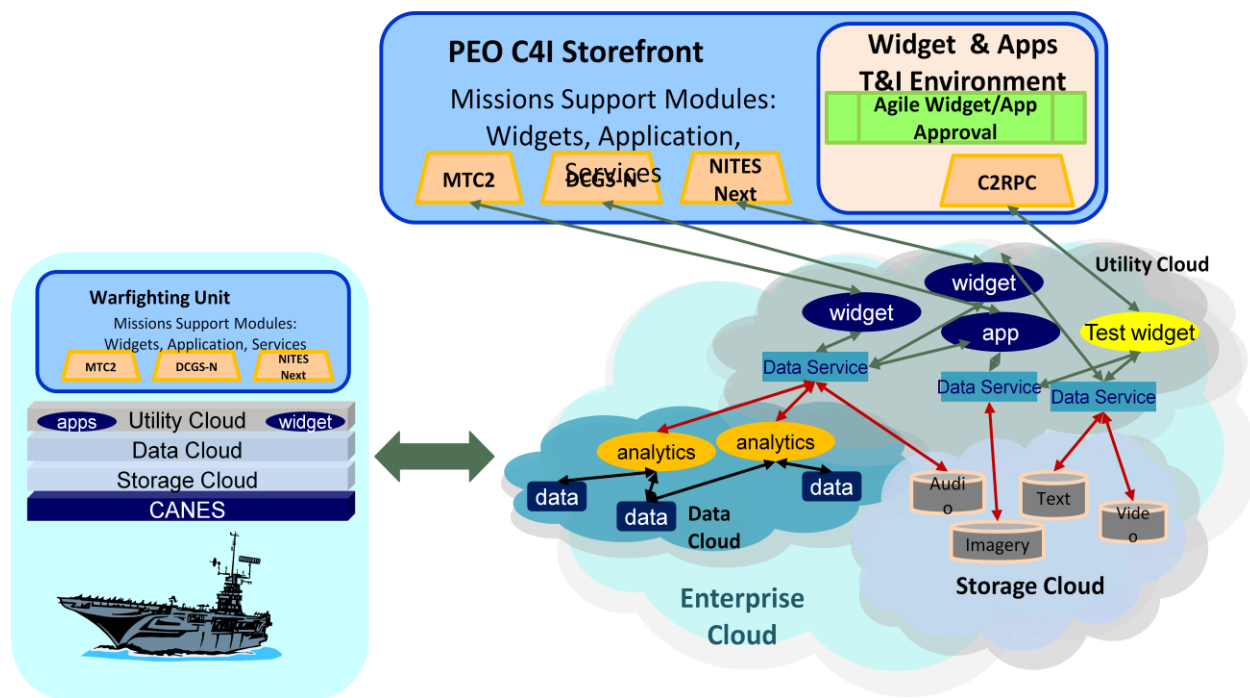 PEO C4I Storefront
Missions Support Modules:
Widgets, Application,
Services
MTC2
DCGS-N
NITES
Next
Widget & Apps
T&I Environment
Agile Widget/App
Approval
C2RPC
Warfighting Unit
Missions Support Modules:
Widgets, Application, Services
MTC2
DCGS-N
NITES
Next
apps
Utility Cloud
widget
Data Cloud
Storage Cloud
CANES
Utility Cloud
widget
widget
app
Test widget
Data Service
Data Service
Data Service
analytics
analytics
data
data
data
Data
Cloud
Audi
o
Imagery
Text
Vide
o
Storage Cloud
Enterprise
Cloud